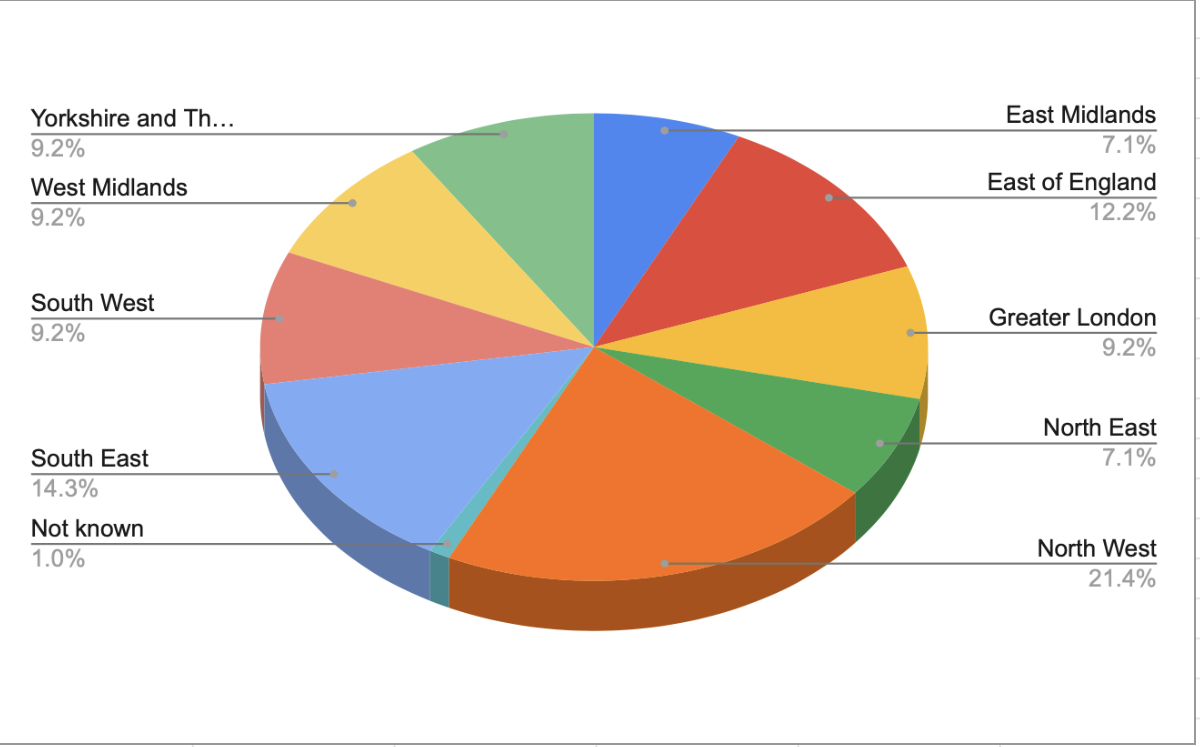 Yorkshire and Th…
9.2%
West Midlands
9.2%
South West
9.2%
South East
14.3%
Not known
1.0%
East Midlands
7.1%
East of England
12.2%
Greater London
9.2%
North East
7.1%
North West
21.4%